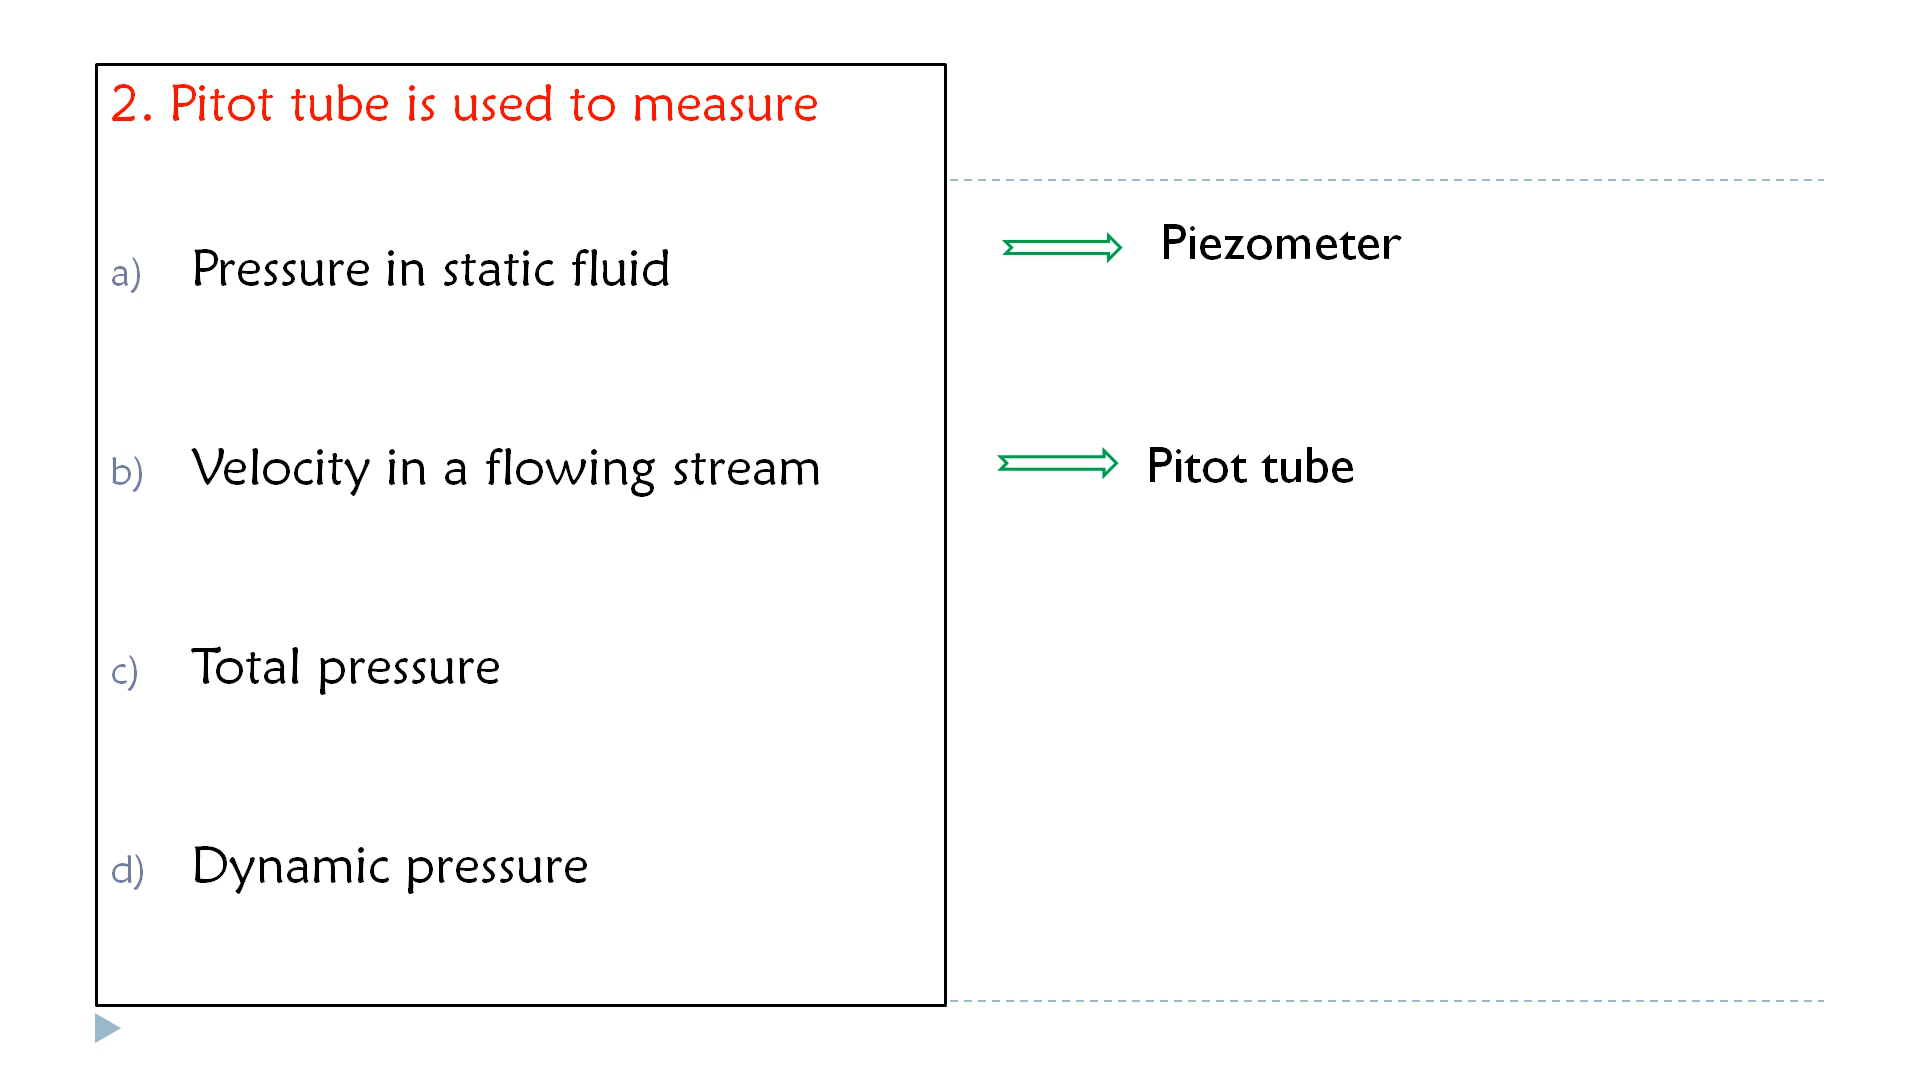 2. Pitot tube is used to measure
a) Pressure in static fluid
Piezometer
b) Velocity in a flowing stream
Pitot tube
c) Total pressure
d) Dynamic pressure